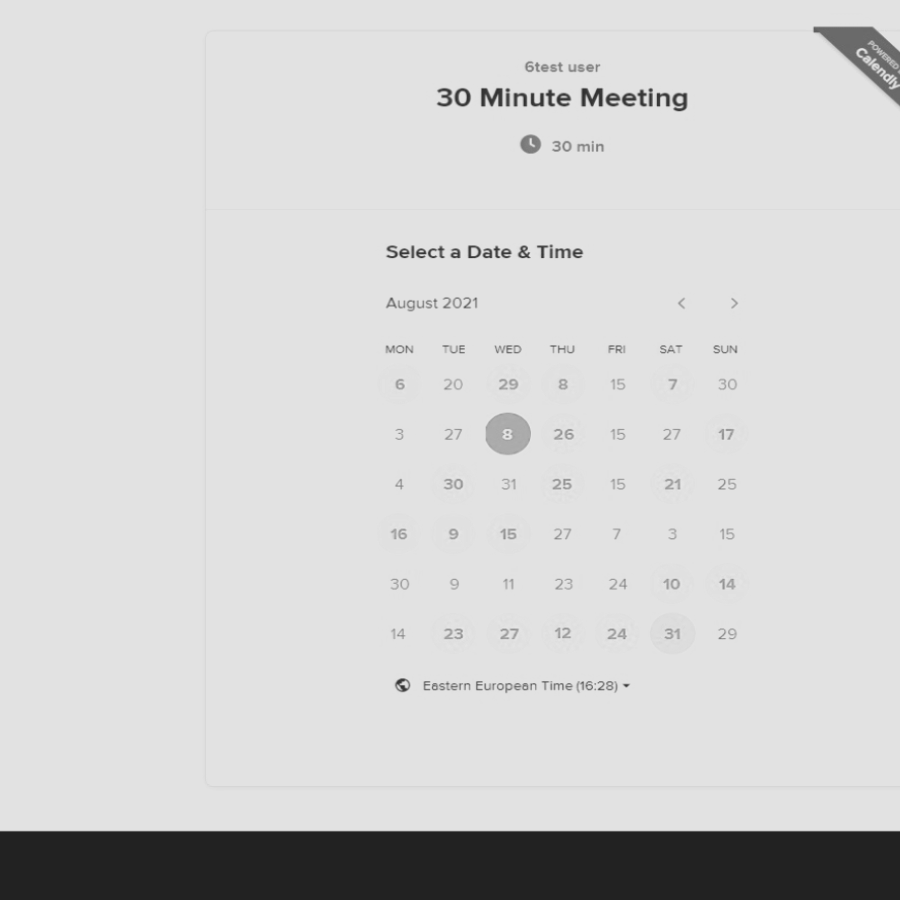 POWERED
Calendly
6test user
30 Minute Meeting
30 min
Select a Date & Time
August 2021
MON TUE WED THU FRI SAT SUN
6 20 29 8 15 7 30
3 27 8 26 15 27 17
4 30 31 25 15 21 25
16 9 15 27 7 3 15
30 9 11 23 24 10 14
14 23 27 12 24 31 29
Eastern European Time (16:28)